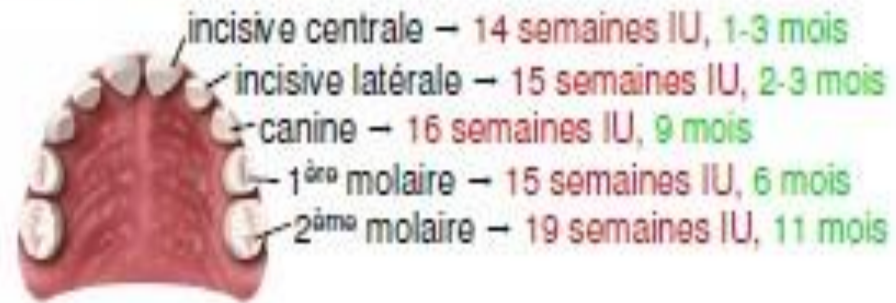 incisive centrale – 14 semaines IU, 1-3 mois
incisive latérale – 15 semaines IU, 2-3 mois
canine – 16 semaines IU, 9 mois
1ère molaire – 15 semaines IU, 6 mois
2ème molaire – 19 semaines IU, 11 mois